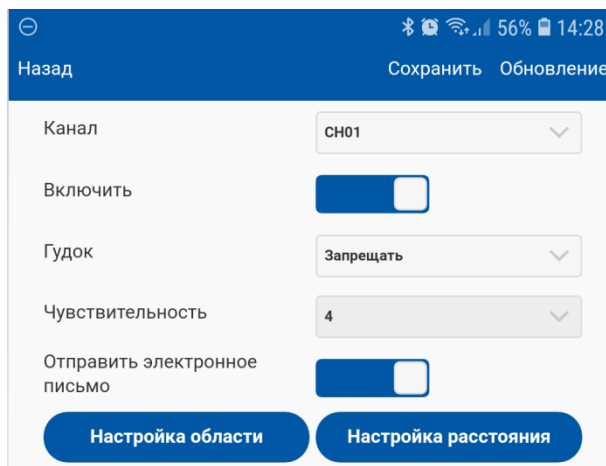 56% 14:28
Назад Сохранить Обновление
Канал CH01
Включить
Гудок Запрещать
Чувствительность 4
Отправить электронное
письмо
Настройка области Настройка расстояния